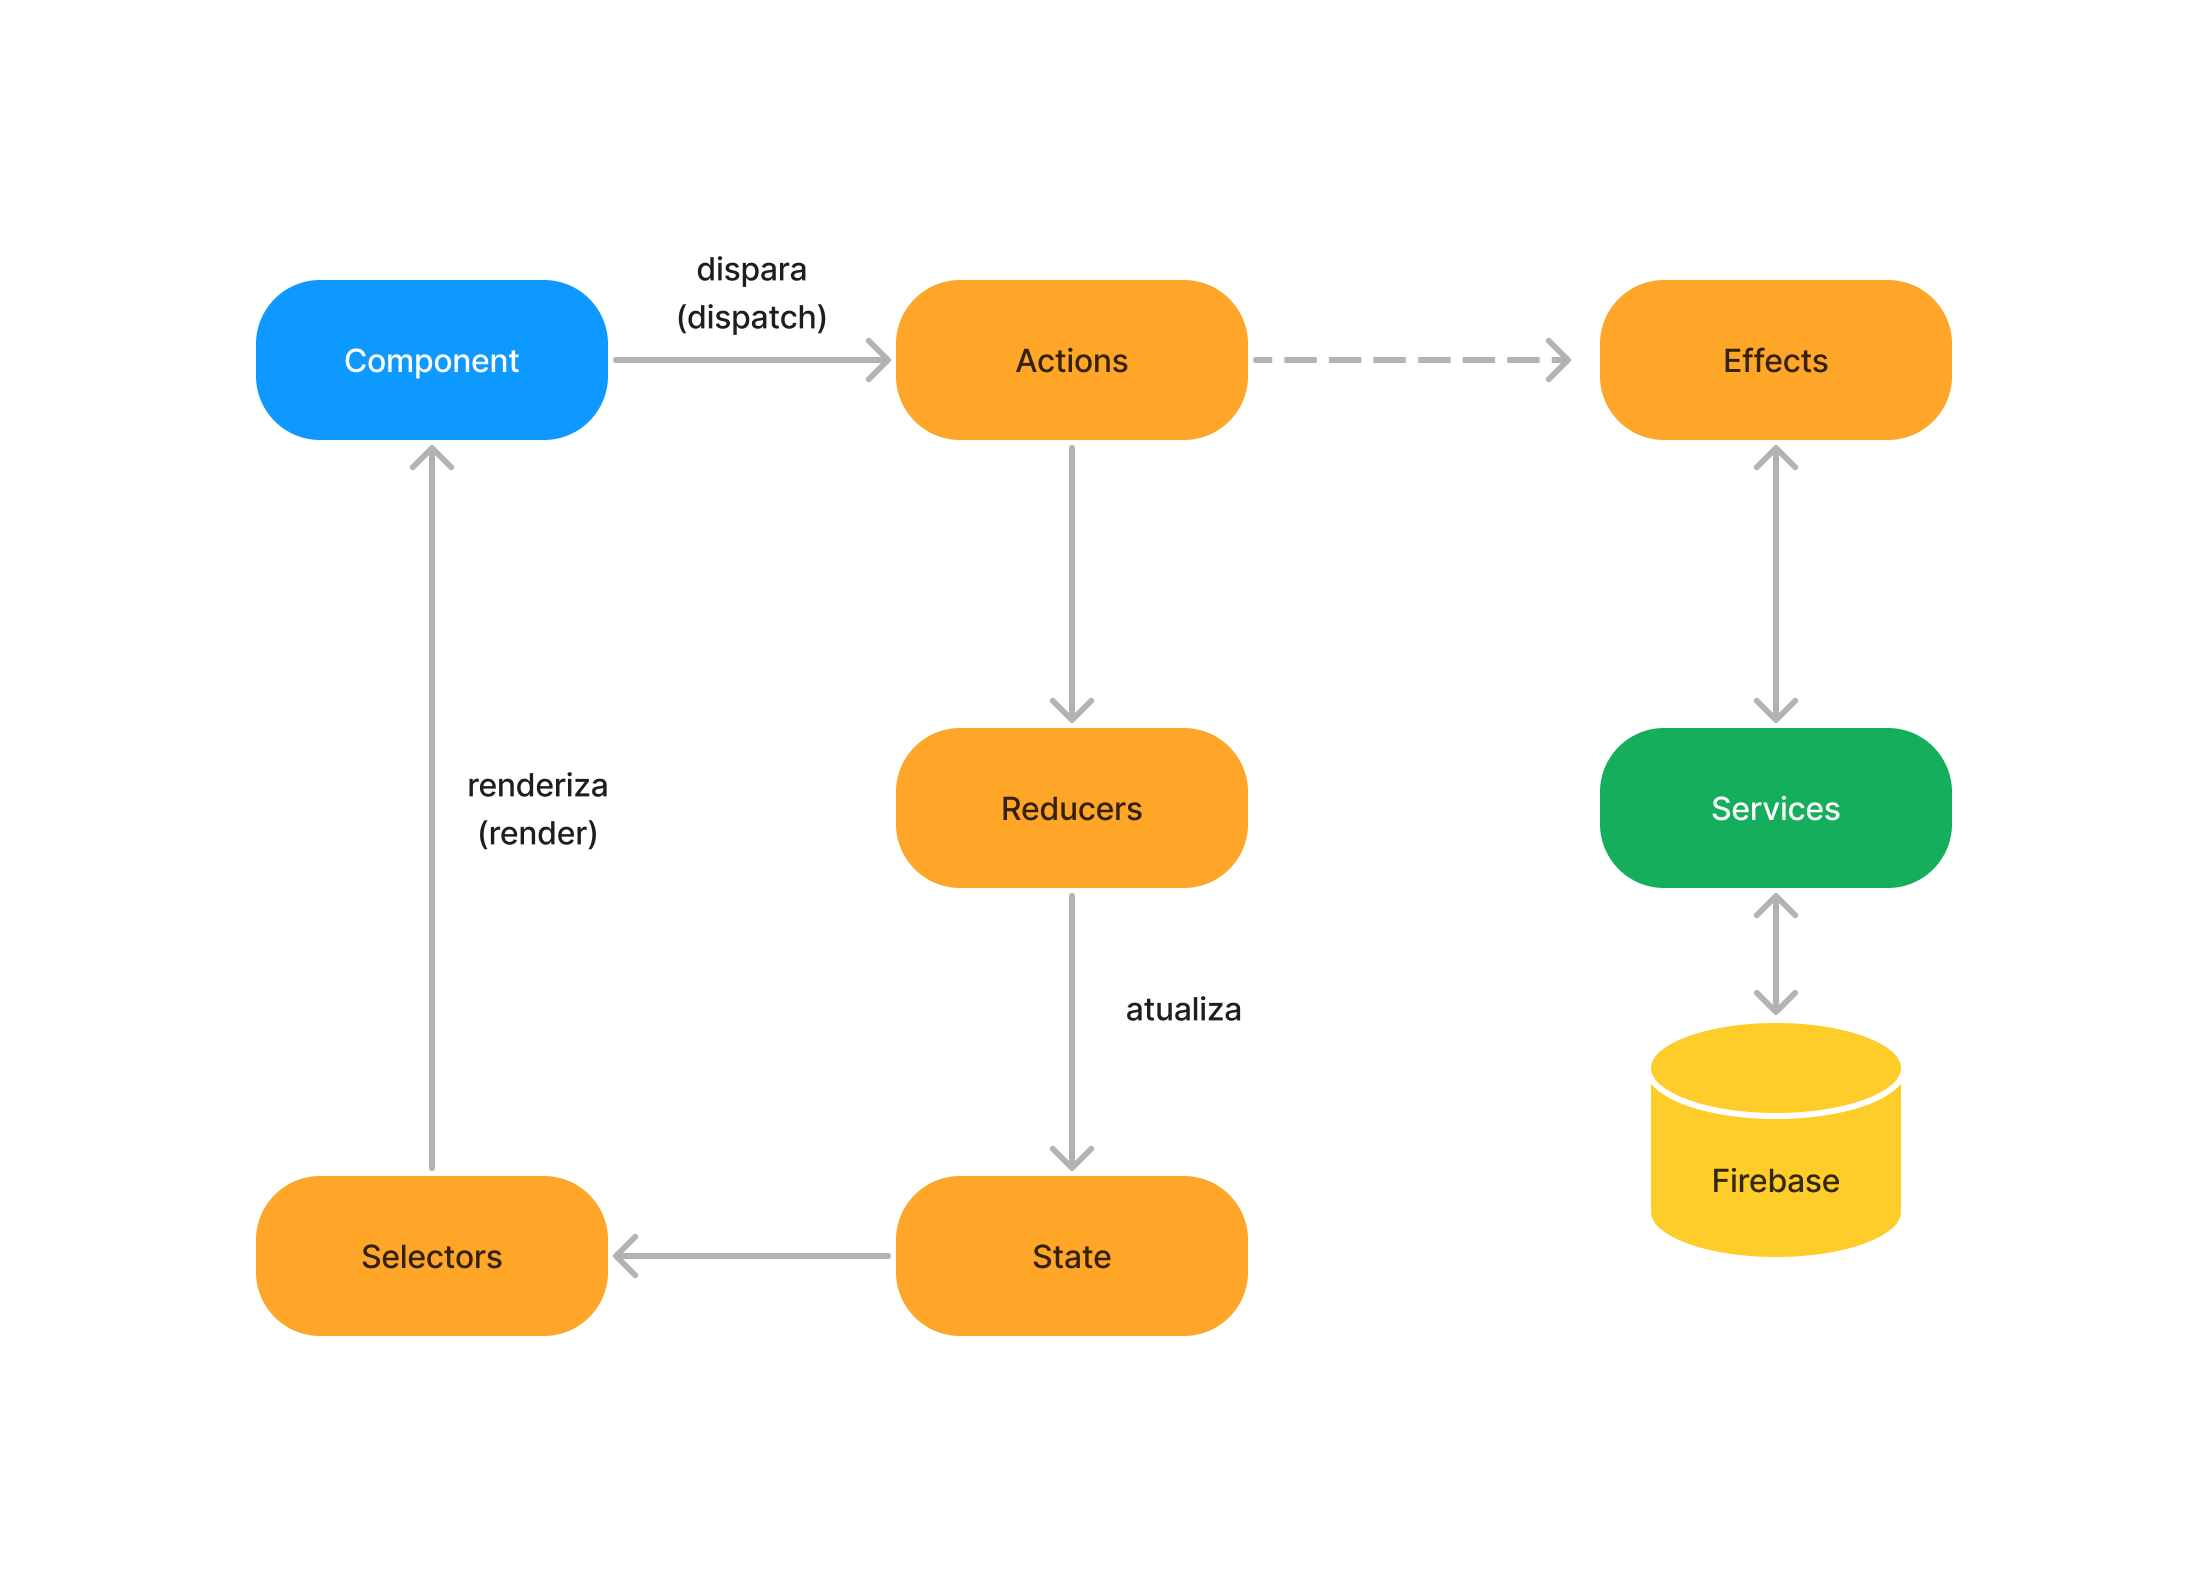 dispara
(dispatch)
Component
Actions
Effects
renderiza
(render)
Reducers
Services
atualiza
Firebase
Selectors
State